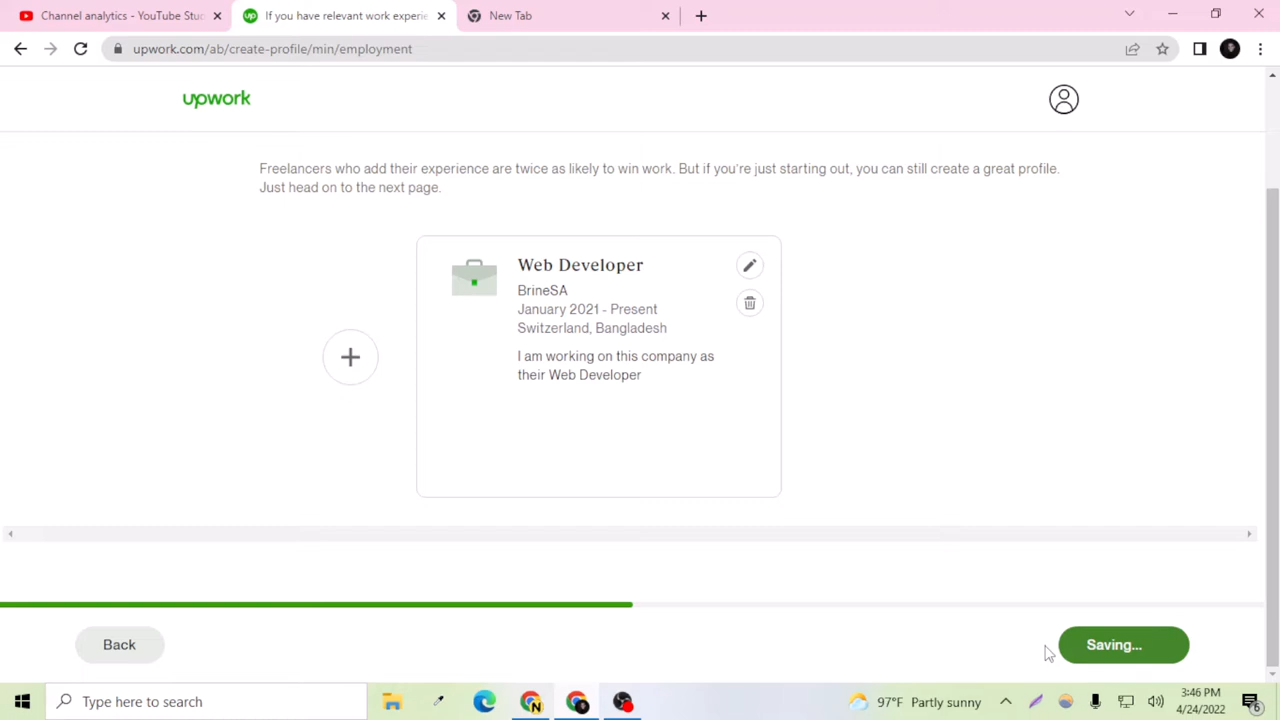 Channel analytics - YouTube Stud
If you have relevant work experie
New Tab
upwork.com/ab/create-profile/min/employment
upwork
Freelancers who add their experience are twice as likely to win work. But if you're just starting out, you can still create a great profile.
Just head on to the next page.
Web Developer
BrineSA
January 2021 - Present
Switzerland, Bangladesh
I am working on this company as
their Web Developer
Back
Saving...
Type here to search
97°F Partly sunny
3:46 PM
4/24/2022
6